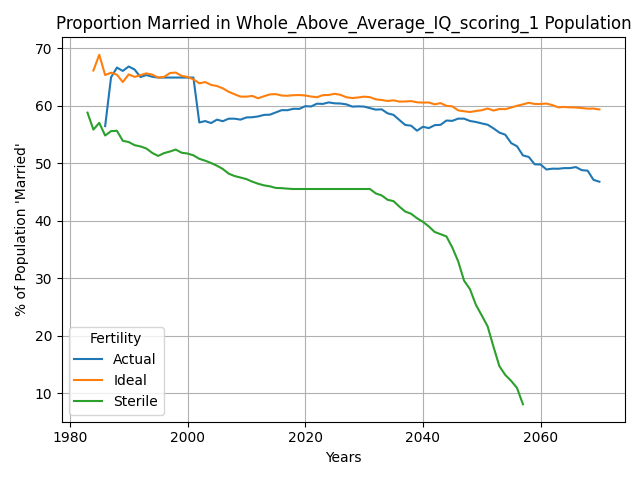 Proportion Married in Whole_Above_Average_IQ_scoring_1 Population
% of Population 'Married'
70
60
50
40
30
20
10
Fertility
Actual
Ideal
Sterile
1980
2000
2020
2040
2060
Years